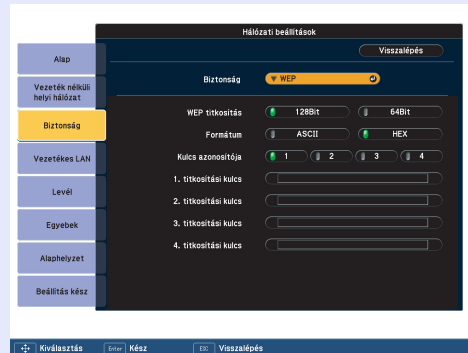 Hálózati beállítások
Visszalépés
Alap
Vezeték nélküli
helyi hálózat
Biztonság
Vezetékes LAN
Levél
Egyebek
Alaphelyzet
Beállítás kész
Biztonság WEP
WEP titkosítás 128Bit 64Bit
Formátum ASCII HEX
Kulcs azonosítója 1 2 3 4
1. titkosítási kulcs
2. titkosítási kulcs
3. titkosítási kulcs
4. titkosítási kulcs
Kiválasztás Enter Kész ESC Visszalépés